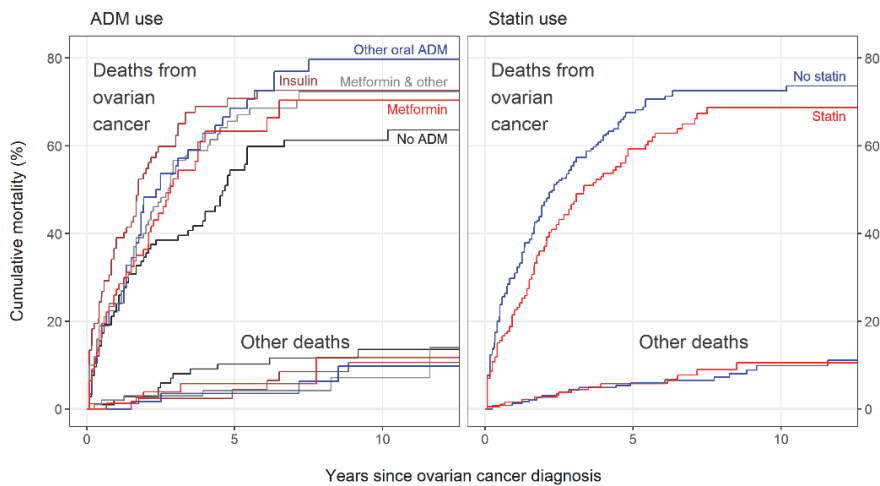 ADM use
Statin use
Cumulative mortality (%)
80
60
40
20
0
Deaths from
ovarian
cancer
Other oral ADM
Insulin
Metformin & other
Metformin
No ADM
Other deaths
0
5
10
Deaths from
ovarian
cancer
No statin
Statin
Other deaths
80
60
40
20
0
0
5
10
Years since ovarian cancer diagnosis